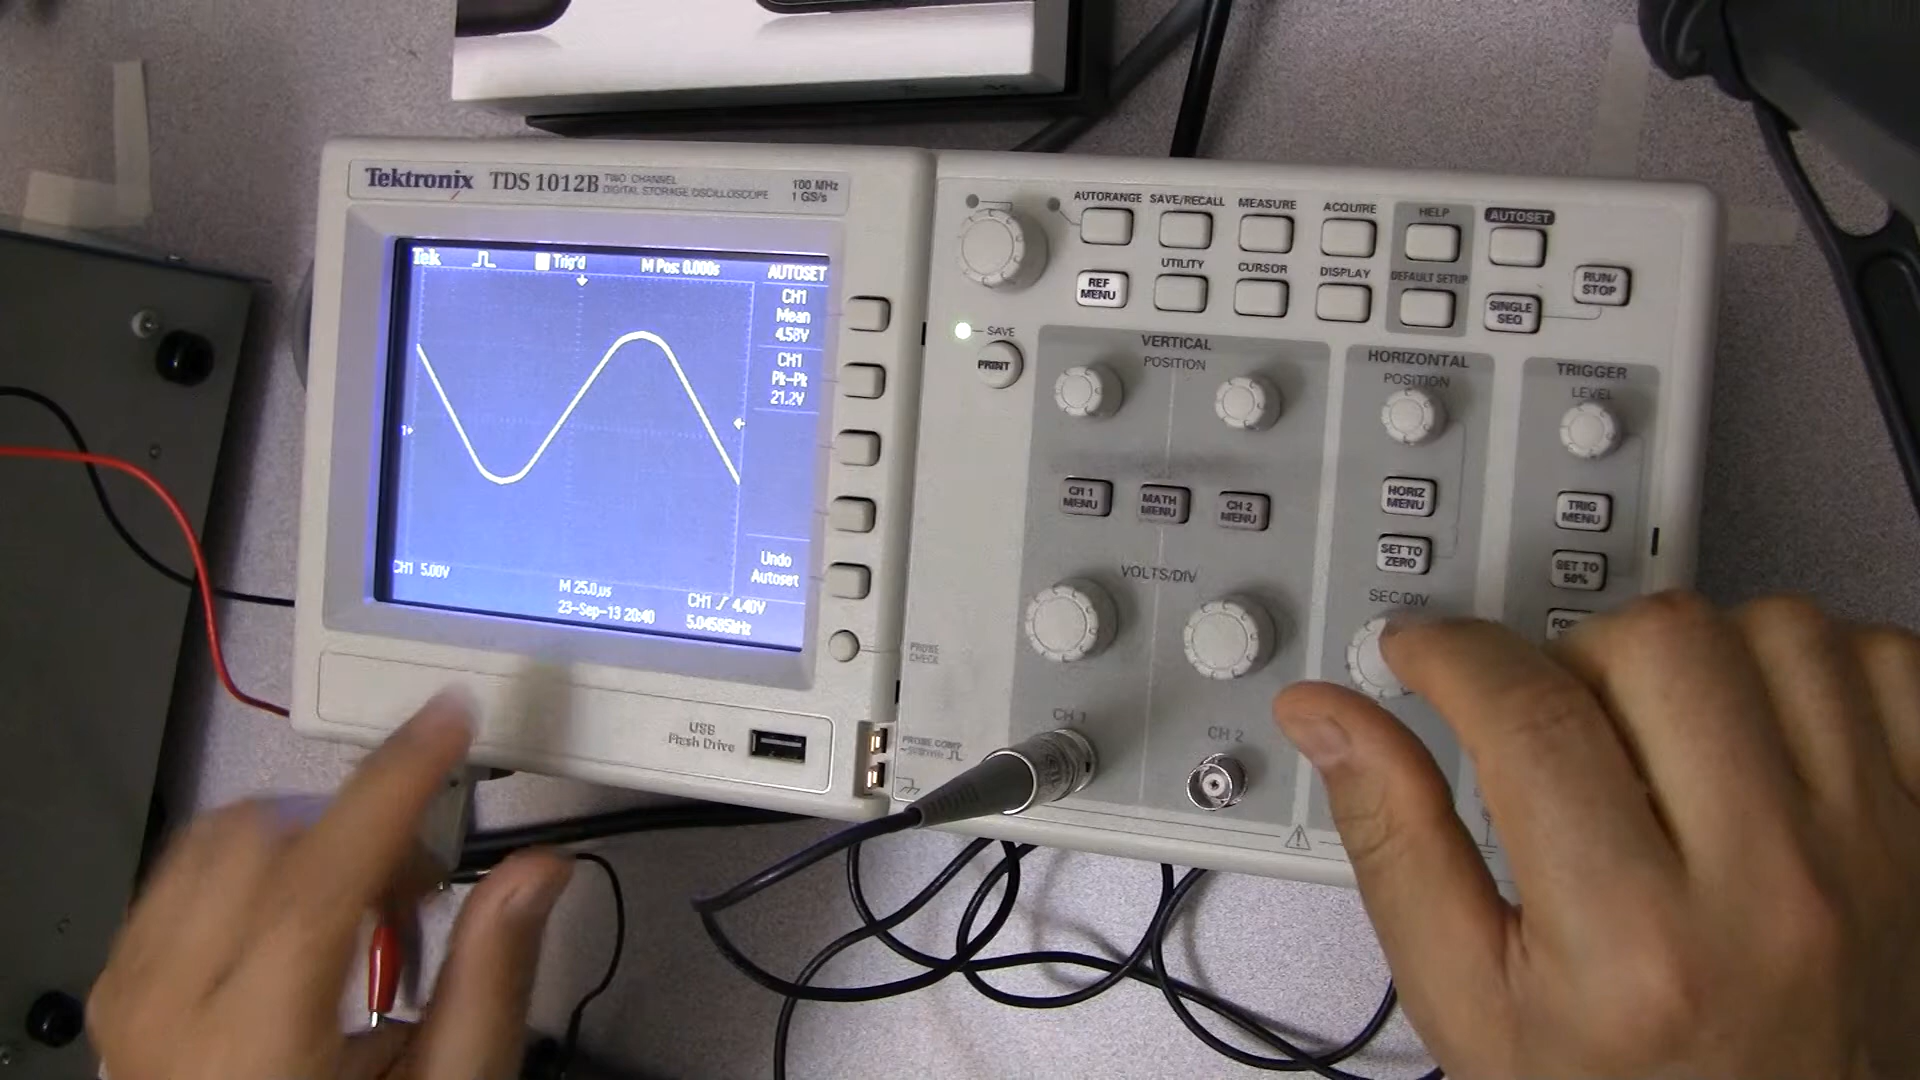 Tektronix TDS 1012B TWO CHANNEL
DIGITAL STORAGE OSCILLOSCOPE
100 MHz
1 GS/s
Tek
Trig'd
M Pos: 0.000s
AUTOSET
CH1
Mean
4.58V
CH1
Pk-Pk
21.2V
Undo
Autoset
1
CH1 5.00V
M 25.0µs
CH1 4.40V
23-Sep-13 20:40
5.04585kHz
USB
Flash Drive
PROBE
CHECK
PROBE COMP
AUTORANGE
SAVE/RECALL
MEASURE
ACQUIRE
HELP
AUTOSET
REF
MENU
UTILITY
CURSOR
DISPLAY
DEFAULT SETUP
SINGLE
SEQ
RUN/
STOP
SAVE
PRINT
VERTICAL
POSITION
HORIZONTAL
POSITION
TRIGGER
LEVEL
CH 1
MENU
MATH
MENU
CH 2
MENU
HORIZ
MENU
TRIG
MENU
SET TO
ZERO
SET TO
50%
VOLTS/DIV
SEC/DIV
CH 1
CH 2